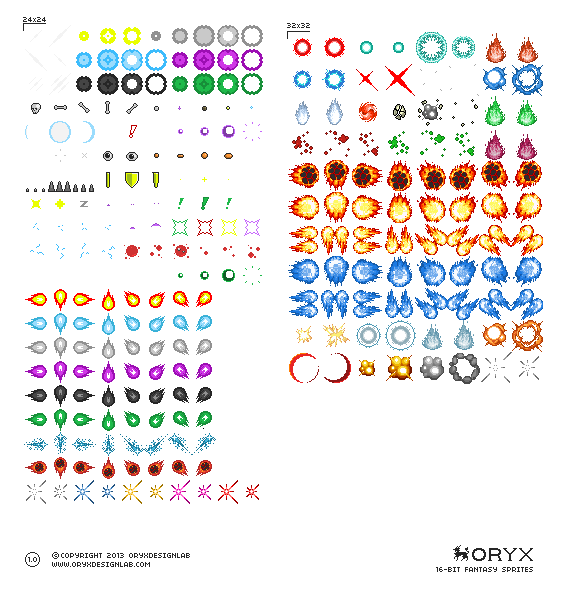 24x24
32x32
1.0
©COPYRIGHT 2013 ORYXDESIGNLAB
WWW.ORYXDESIGNLAB.COM
ORYX
16-BIT FANTASY SPRITES